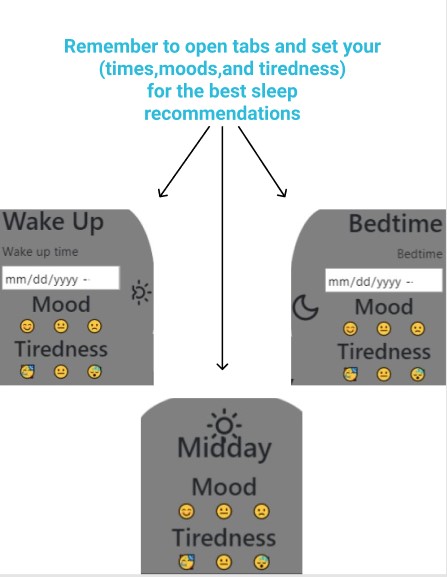 Remember to open tabs and set your
(times,moods,and tiredness)
for the best sleep
recommendations
Wake Up
Wake up time
mm/dd/yyyy --
Mood
Tiredness
Bedtime
Bedtime
mm/dd/yyyy --
Mood
Tiredness
Midday
Mood
Tiredness